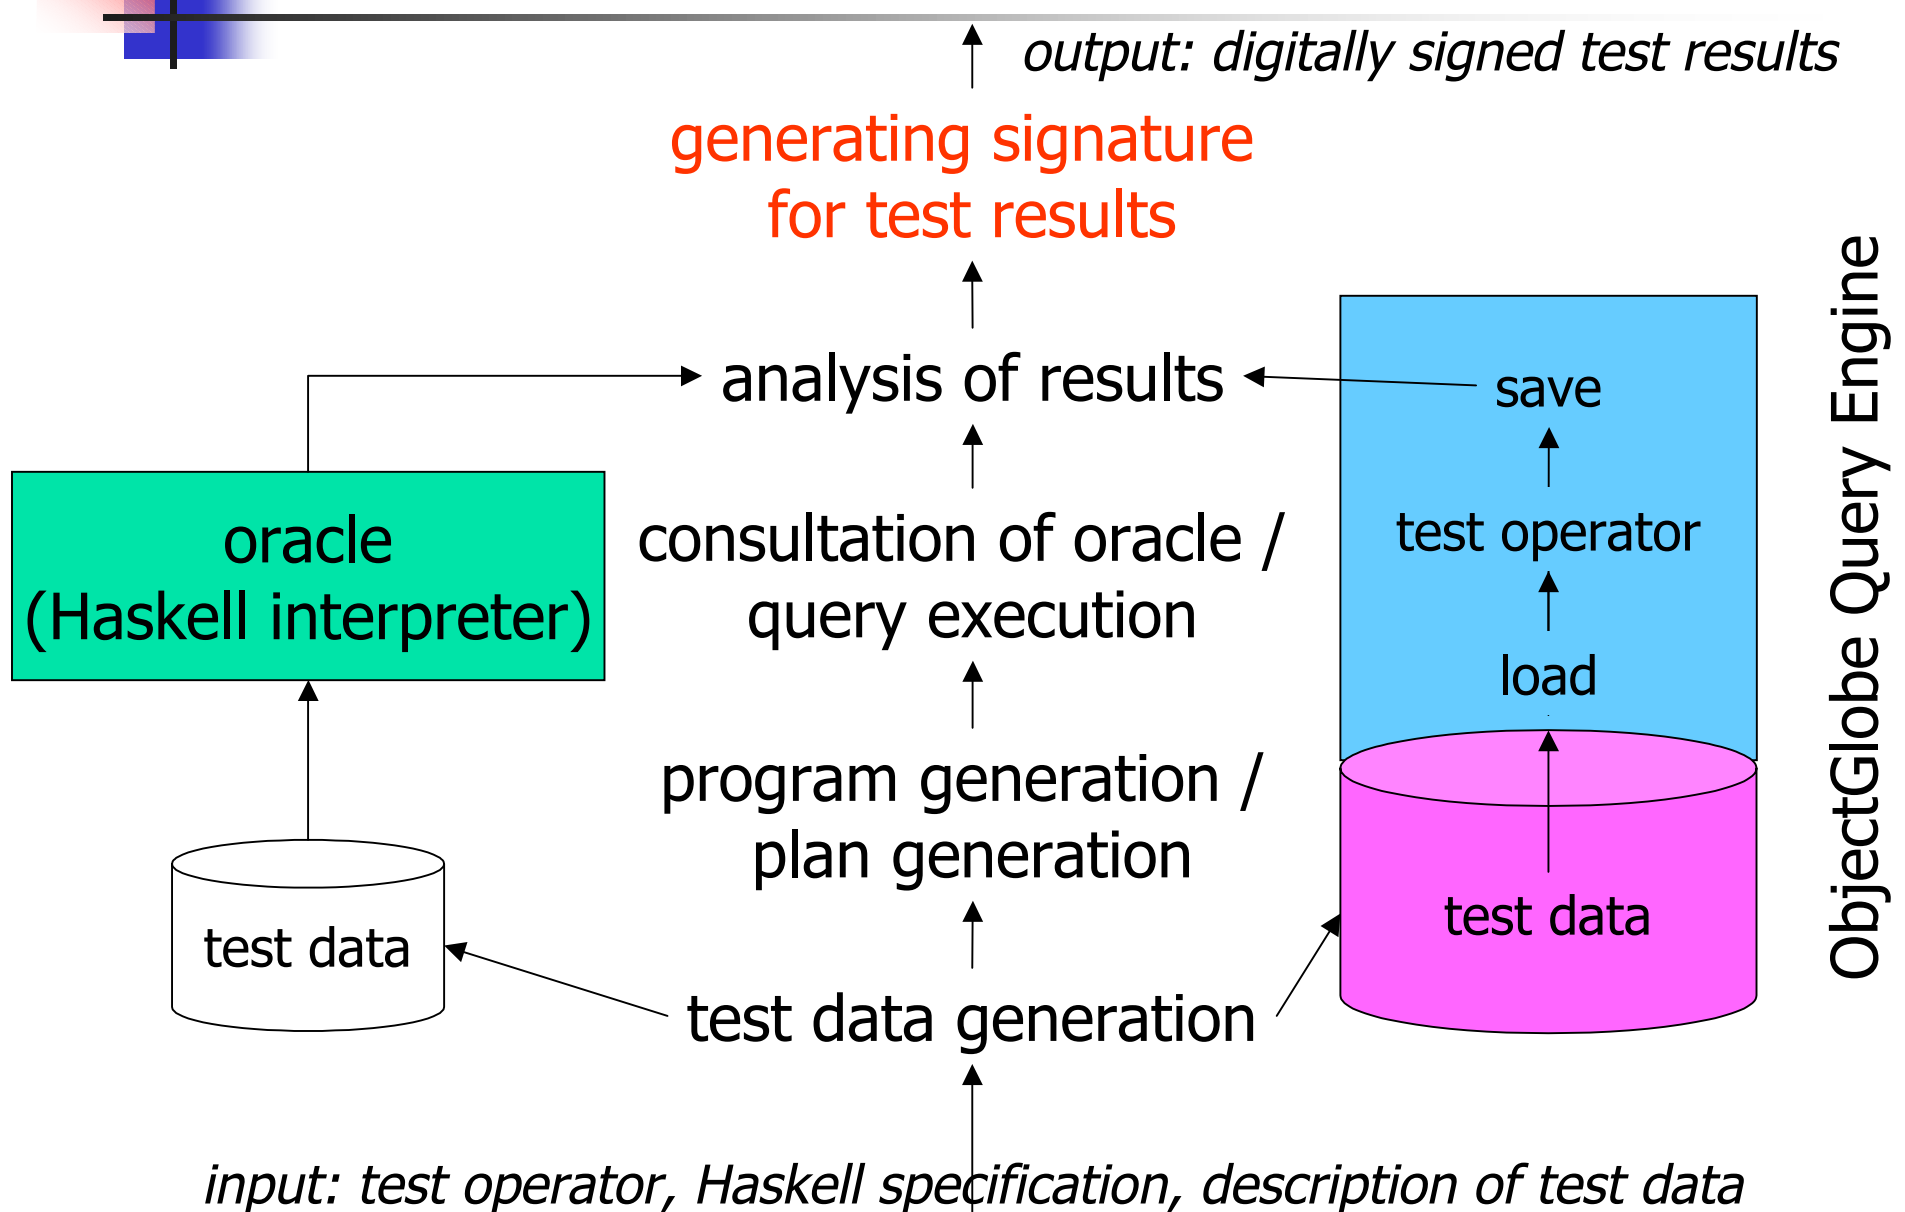 output: digitally signed test results
generating signature
for test results
analysis of results
save
oracle
(Haskell interpreter)
consultation of oracle /
query execution
test operator
load
program generation /
plan generation
test data
test data
test data generation
input: test operator, Haskell specification, description of test data
ObjectGlobe Query Engine